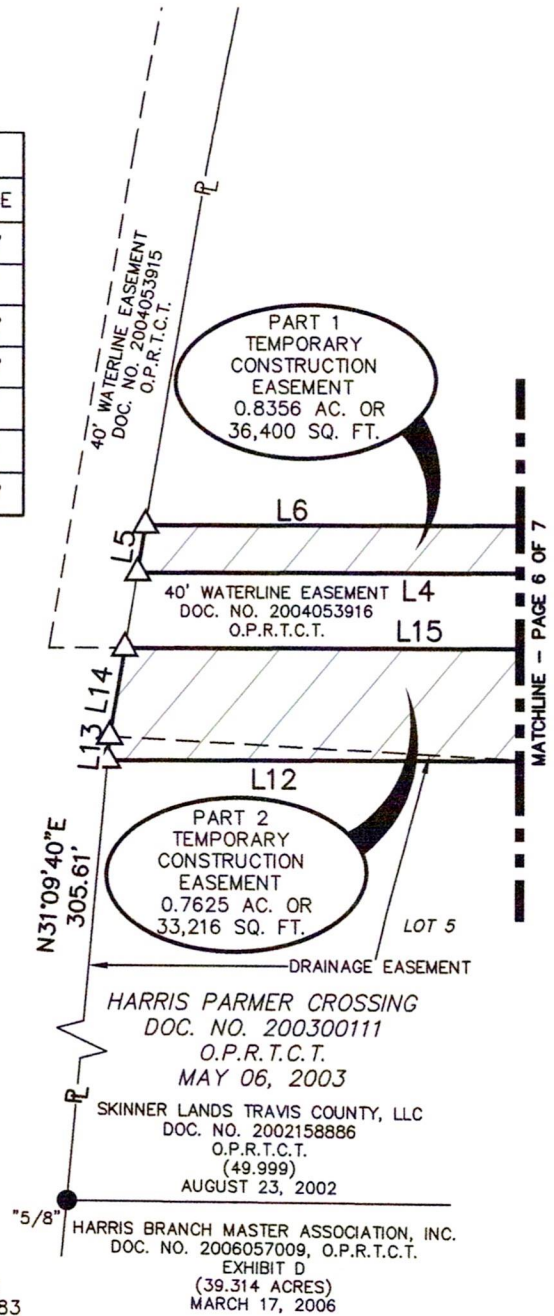 E
℄
40' WATERLINE EASEMENT
DOC. NO. 2004053915
O.P.R.T.C.T.
PART 1
TEMPORARY
CONSTRUCTION
EASEMENT
0.8356 AC. OR
36,400 SQ. FT.
L6
L5
40' WATERLINE EASEMENT
L4
DOC. NO. 2004053916
O.P.R.T.C.T.
L15
L14
L13
L12
MATCHLINE – PAGE 6 OF 7
PART 2
TEMPORARY
CONSTRUCTION
EASEMENT
0.7625 AC. OR
33,216 SQ. FT.
N31°09'40"E
305.61'
LOT 5
DRAINAGE EASEMENT
HARRIS PARMER CROSSING
DOC. NO. 200300111
O.P.R.T.C.T.
MAY 06, 2003
SKINNER LANDS TRAVIS COUNTY, LLC
DOC. NO. 2002158886
O.P.R.T.C.T.
(49.999)
AUGUST 23, 2002
"5/8"
HARRIS BRANCH MASTER ASSOCIATION, INC.
DOC. NO. 2006057009, O.P.R.T.C.T.
EXHIBIT D
(39.314 ACRES)
MARCH 17, 2006
83